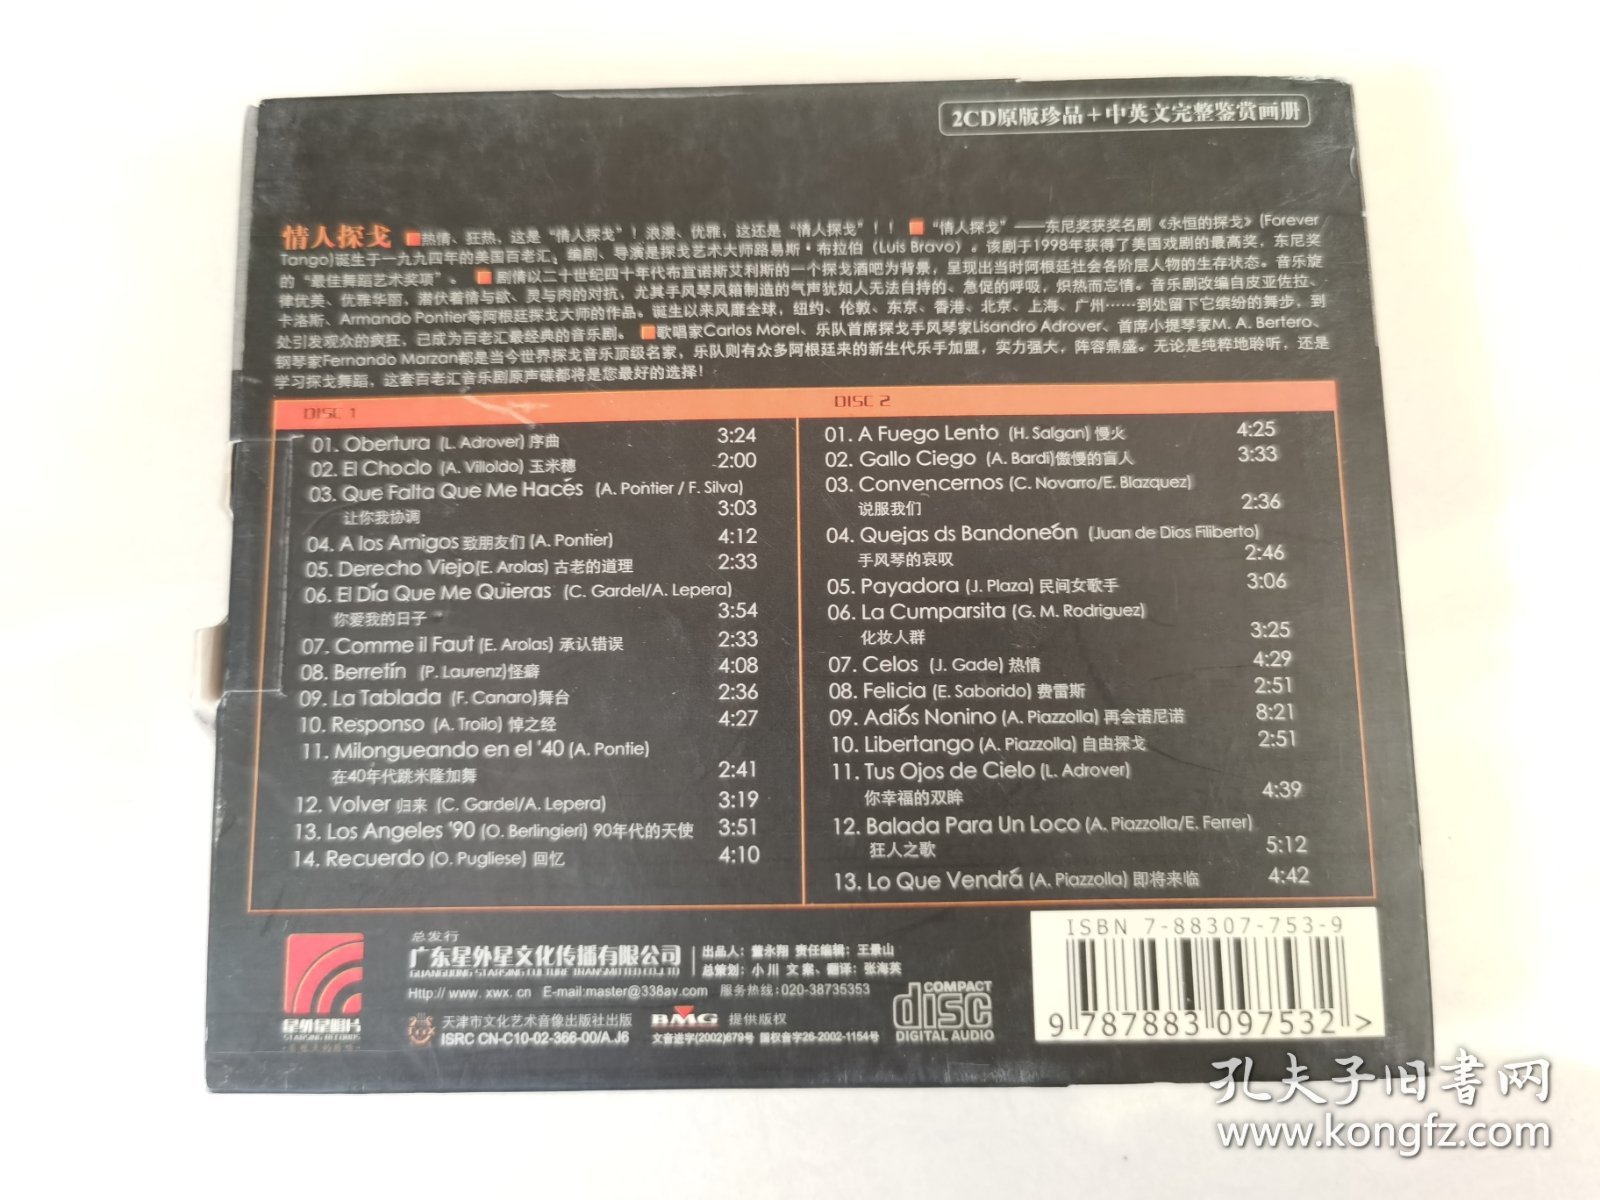 2CD原版珍品+中英文完整鉴赏画册
情人探戈 ■热情、狂热，这是“情人探戈”！浪漫、优雅，这还是“情人探戈”！！ ■ “情人探戈”——东尼奖获奖名剧《永恒的探戈》(Forever
Tango)诞生于一九九四年的美国百老汇，编剧、导演是探戈艺术大师路易斯·布拉伯（Luis Bravo）。该剧于1998年获得了美国戏剧的最高奖，东尼奖
的“最佳舞蹈艺术奖项”。 ■ 剧情以二十世纪四十年代布宜诺斯艾利斯的一个探戈酒吧为背景，呈现出当时阿根廷社会各阶层人物的生存状态。音乐旋
律优美、优雅华丽，潜伏着情与欲、灵与肉的对抗，尤其手风琴风箱制造的气声犹如人无法自持的、急促的呼吸，炽热而忘情。音乐剧改编自皮亚佐拉、
卡洛斯、Armando Pontier等阿根廷探戈大师的作品。诞生以来风靡全球，纽约、伦敦、东京、香港、北京、上海、广州……到处留下它缤纷的舞步，到
处引发观众的疯狂，已成为百老汇最经典的音乐剧。 ■歌唱家Carlos Morel、乐队首席探戈手风琴家Lisandro Adrover、首席小提琴家M. A. Bertero、
钢琴家Fernando Marzan都是当今世界探戈音乐顶级名家，乐队则有众多阿根廷来的新生代乐手加盟，实力强大，阵容鼎盛。无论是纯粹地聆听，还是
学习探戈舞蹈，这套百老汇音乐剧原声碟都将是您最好的选择！
DISC 1
01. Obertura (L. Adrover) 序曲 3:24
02. El Choclo (A. Villoldo) 玉米穗 2:00
03. Que Falta Que Me Hacés (A. Pontier / F. Silva)
让你我协调 3:03
04. A los Amigos 致朋友们 (A. Pontier) 4:12
05. Derecho Viejo(E. Arolas) 古老的道理 2:33
06. El Día Que Me Quieras (C. Gardel/A. Lepera)
你爱我的日子 3:54
07. Comme il Faut (E. Arolas) 承认错误 2:33
08. Berretín (P. Laurenz)怪癖 4:08
09. La Tablada (F. Canaro)舞台 2:36
10. Responso (A. Troilo) 悼之经 4:27
11. Milongueando en el '40 (A. Pontie)
在40年代跳米隆加舞 2:41
12. Volver 归来 (C. Gardel/A. Lepera) 3:19
13. Los Angeles '90 (O. Berlingieri) 90年代的天使 3:51
14. Recuerdo (O. Pugliese) 回忆 4:10
DISC 2
01. A Fuego Lento (H. Salgan) 慢火 4:25
02. Gallo Ciego (A. Bardi)傲慢的盲人 3:33
03. Convencernos (C. Novarro/E. Blazquez)
说服我们 2:36
04. Quejas ds Bandoneón (Juan de Dios Filiberto)
手风琴的哀叹 2:46
05. Payadora (J. Plaza) 民间女歌手 3:06
06. La Cumparsita (G. M. Rodriguez)
化妆人群 3:25
07. Celos (J. Gade) 热情 4:29
08. Felicia (E. Saborido) 费雷斯 2:51
09. Adiós Nonino (A. Piazzolla) 再会诺尼诺 8:21
10. Libertango (A. Piazzolla) 自由探戈 2:51
11. Tus Ojos de Cielo (L. Adrover)
你幸福的双眸 4:39
12. Balada Para Un Loco (A. Piazzolla/E. Ferrer)
狂人之歌 5:12
13. Lo Que Vendrá (A. Piazzolla) 即将来临 4:42
星外星唱片
STARSING RECORDS
总发行
广东星外星文化传播有限公司
GUANGDONG STARSING CULTURE TRANSMITTED CO.,LTD
出品人：董永翔 责任编辑：王景山
总策划：小川 文案、翻译：张海英
Http:// www. xwx. cn E-mail:master@338av.com 服务热线：020-38735353
天津市文化艺术音像出版社出版
ISRC CN-C10-02-366-00/A.J6
BMG 提供版权
文音进字(2002)679号 国权音字26-2002-1154号
COMPACT
disc
DIGITAL AUDIO
ISBN 7-88307-753-9
9 787883 097532 >
孔夫子旧书网
www.kongfz.com